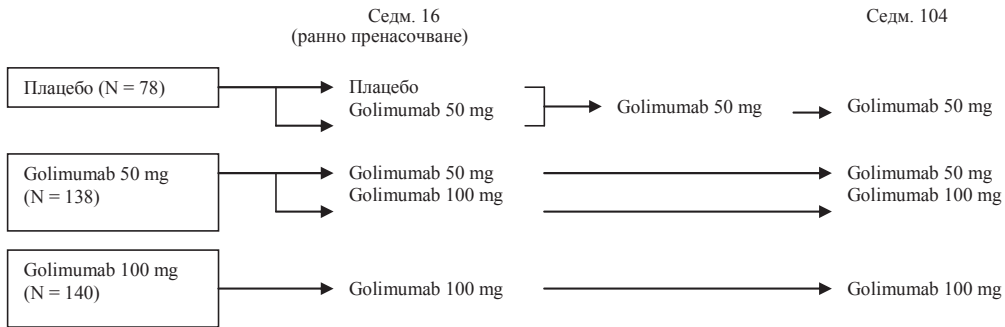 Седм. 16
(ранно пренасочване)
Седм. 104
Плацебо (N = 78)
Плацебо
Golimumab 50 mg
Golimumab 50 mg
Golimumab 50 mg
Golimumab 50 mg
(N = 138)
Golimumab 50 mg
Golimumab 100 mg
Golimumab 50 mg
Golimumab 100 mg
Golimumab 100 mg
(N = 140)
Golimumab 100 mg
Golimumab 100 mg